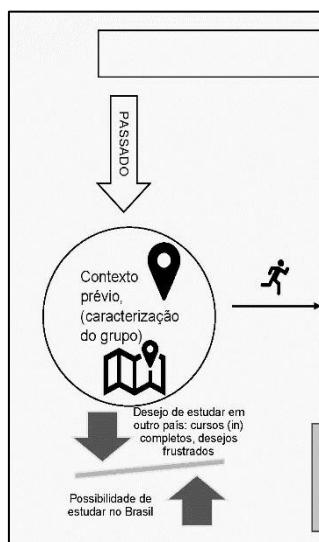 PASSADO
Contexto
prévio,
(caracterização
do grupo)
Desejo de estudar em
outro país: cursos (in)
completos, desejos
frustrados
Possibilidade de
estudar no Brasil